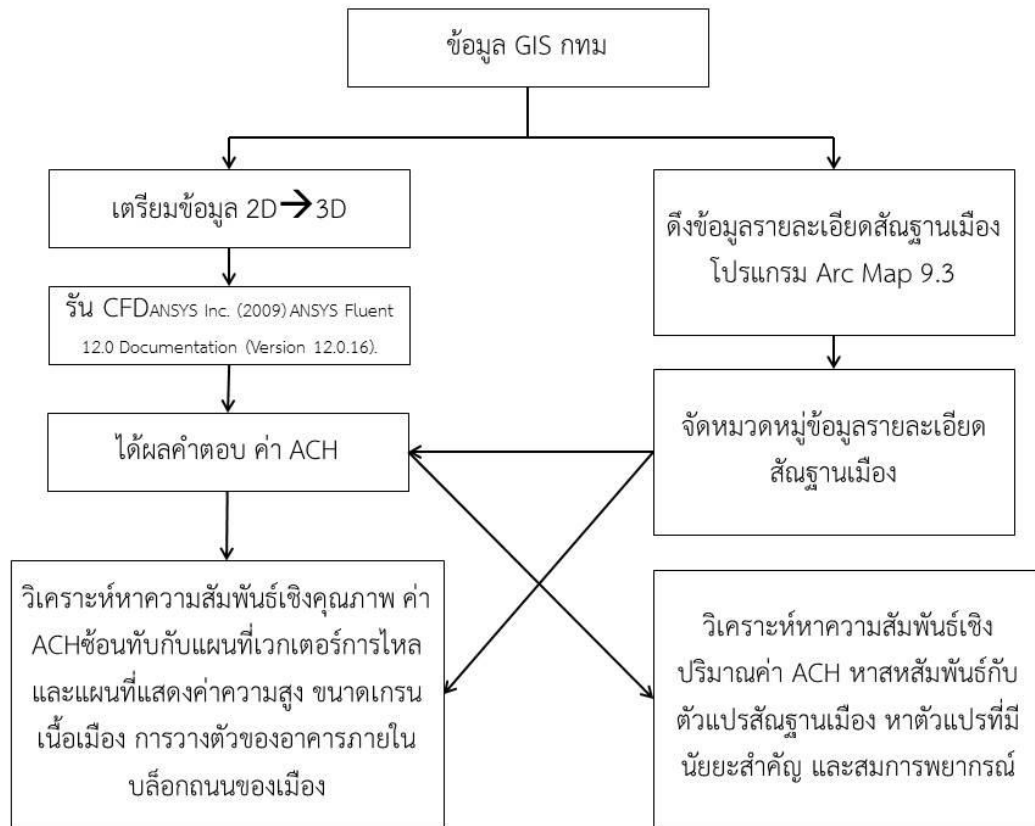 ข้อมูล GIS กทม
เตรียมข้อมูล 2D➔3D
ดึงข้อมูลรายละเอียดสัณฐานเมือง
โปรแกรม Arc Map 9.3
รัน CFDANSYS Inc. (2009) ANSYS Fluent
12.0 Documentation (Version 12.0.16).
จัดหมวดหมู่ข้อมูลรายละเอียด
สัณฐานเมือง
ได้ผลคำตอบ ค่า ACH
วิเคราะห์หาความสัมพันธ์เชิงคุณภาพ ค่า
ACHซ้อนทับกับแผนที่เวกเตอร์การไหล
และแผนที่แสดงค่าความสูง ขนาดเกรน
เนื้อเมือง การวางตัวของอาคารภายใน
บล็อกถนนของเมือง
วิเคราะห์หาความสัมพันธ์เชิง
ปริมาณค่า ACH หาสหสัมพันธ์กับ
ตัวแปรสัณฐานเมือง หาตัวแปรที่มี
นัยยะสำคัญ และสมการพยากรณ์